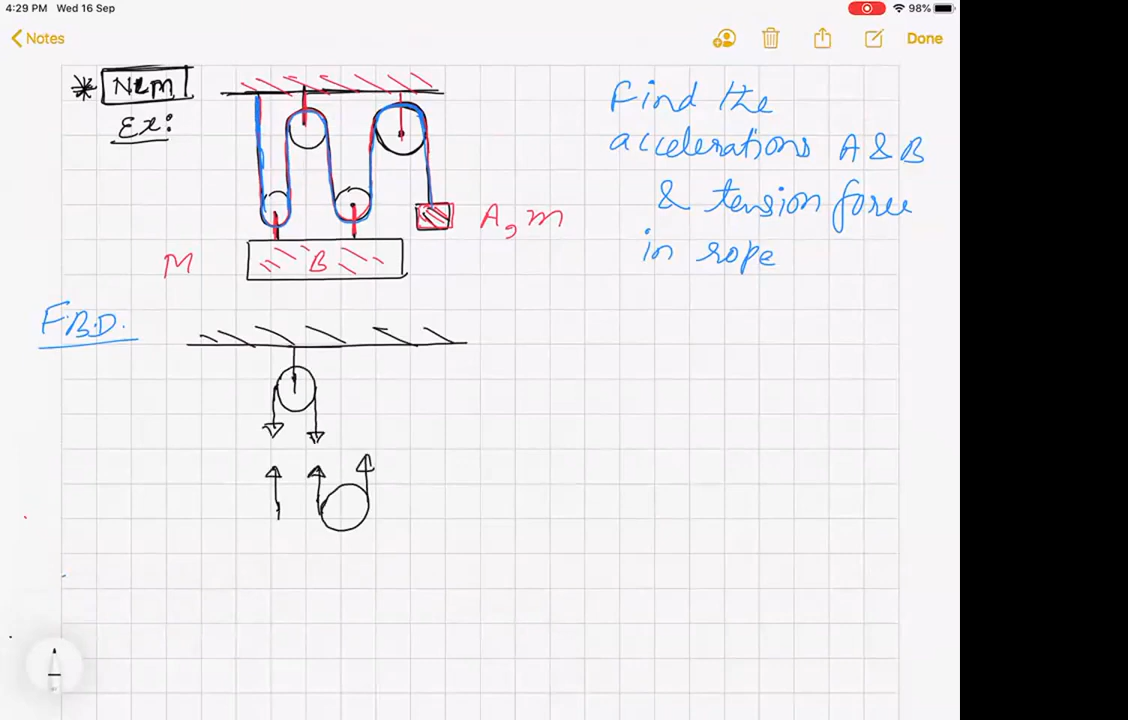 4:29 PM Wed 16 Sep
98%
Notes
Done
* NLM
Ex:
Find the
accelerations A & B
& tension force
in rope
A, m
M
B
F.B.D.